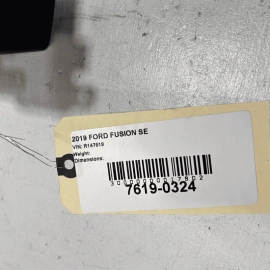 2019 FORD FUSION SE
VIN: R147619
Weight:
Dimensions:
7619-0324